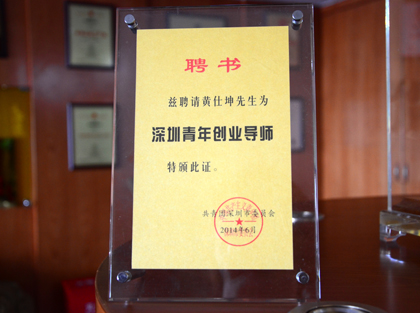 聘书
兹聘请黄仕坤先生为
深圳青年创业导师
特颁此证。
共青团深圳市委员会
2014年6月